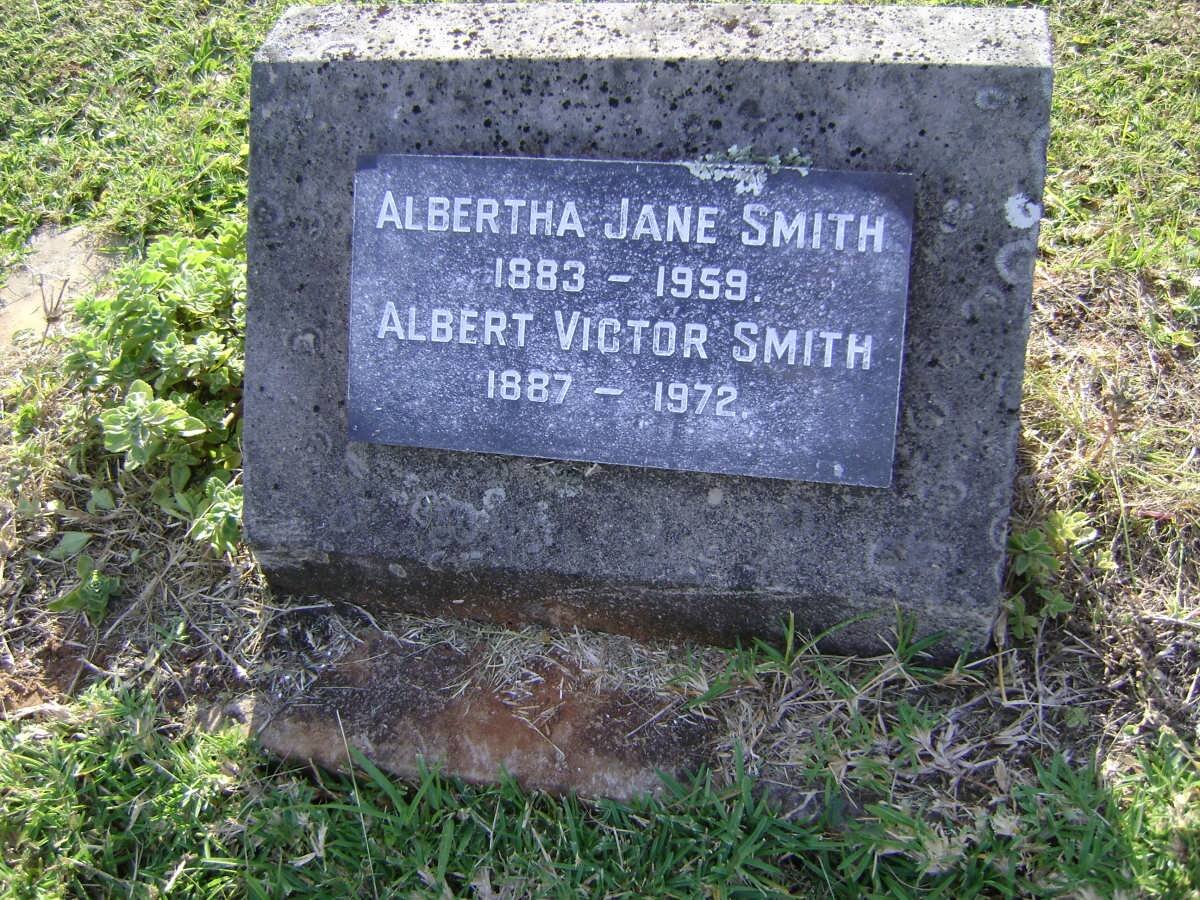 ALBERTHA JANE SMITH
1883 – 1959.
ALBERT VICTOR SMITH
1887 – 1972.